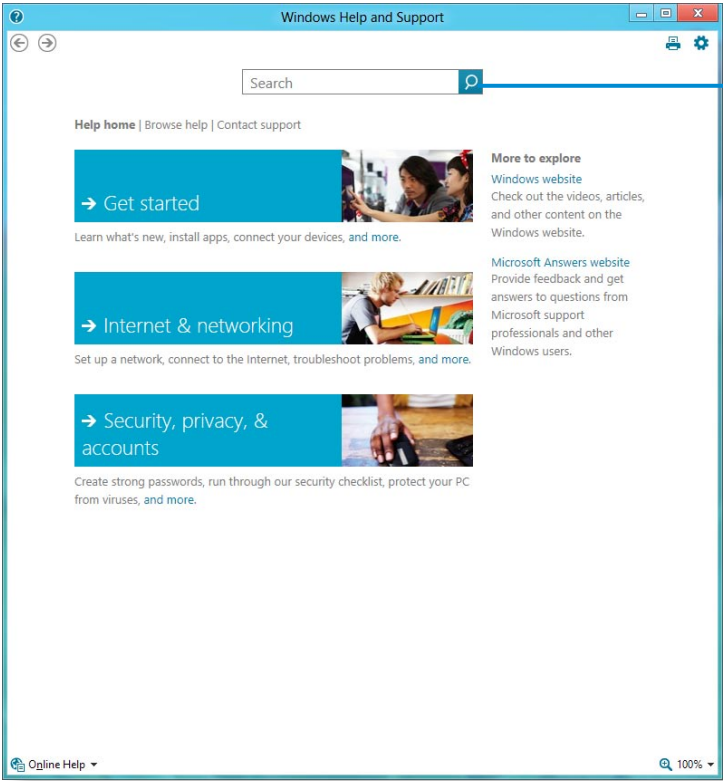 Windows Help and Support
Search
Help home | Browse help | Contact support
→ Get started
Learn what's new, install apps, connect your devices, and more.
→ Internet & networking
Set up a network, connect to the Internet, troubleshoot problems, and more.
→ Security, privacy, &
accounts
Create strong passwords, run through our security checklist, protect your PC
from viruses, and more.
More to explore
Windows website
Check out the videos, articles,
and other content on the
Windows website.
Microsoft Answers website
Provide feedback and get
answers to questions from
Microsoft support
professionals and other
Windows users.
Online Help
100%